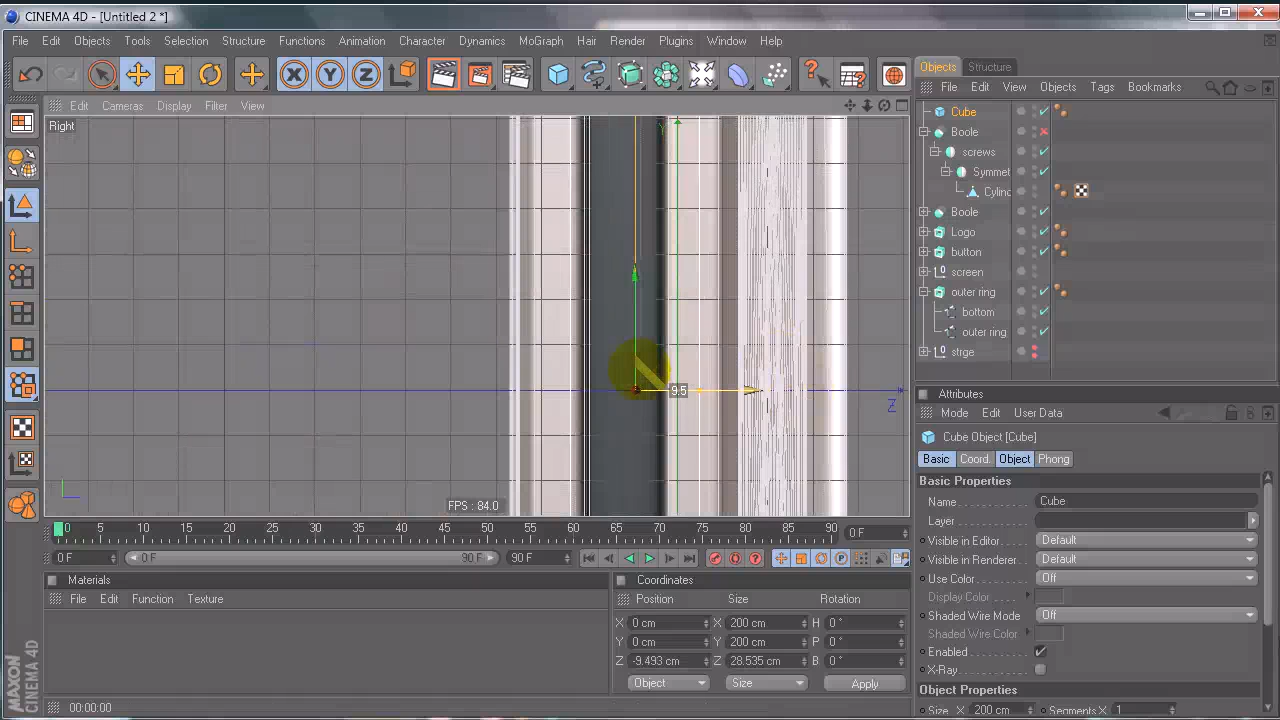 CINEMA 4D - [Untitled 2 *]
File Edit Objects Tools Selection Structure Functions Animation Character Dynamics MoGraph Hair Render Plugins Window Help
Objects Structure
Edit Cameras Display Filter View
File Edit View Objects Tags Bookmarks
Right
Cube
Boole
screws
Symmet
Cylind
Boole
Logo
button
screen
outer ring
bottom
outer ring
strge
Y
9.5
Z
Attributes
Mode Edit User Data
Cube Object [Cube]
Basic Coord. Object Phong
Basic Properties
Name Cube
Layer
Visible in Editor Default
Visible in Renderer Default
Use Color Off
Display Color
Shaded Wire Mode Off
Shaded Wire Color
Enabled
X-Ray
Object Properties
Size . X 200 cm Segments X 1
FPS : 84.0
0 5 10 15 20 25 30 35 40 45 50 55 60 65 70 75 80 85 90 0 F
0 F 0 F 90 F 90 F
Materials
File Edit Function Texture
Coordinates
Position Size Rotation
X 0 cm X 200 cm H 0 °
Y 0 cm Y 200 cm P 0 °
Z -9.493 cm Z 28.535 cm B 0 °
Object Size Apply
MAXON
CINEMA 4D
00:00:00